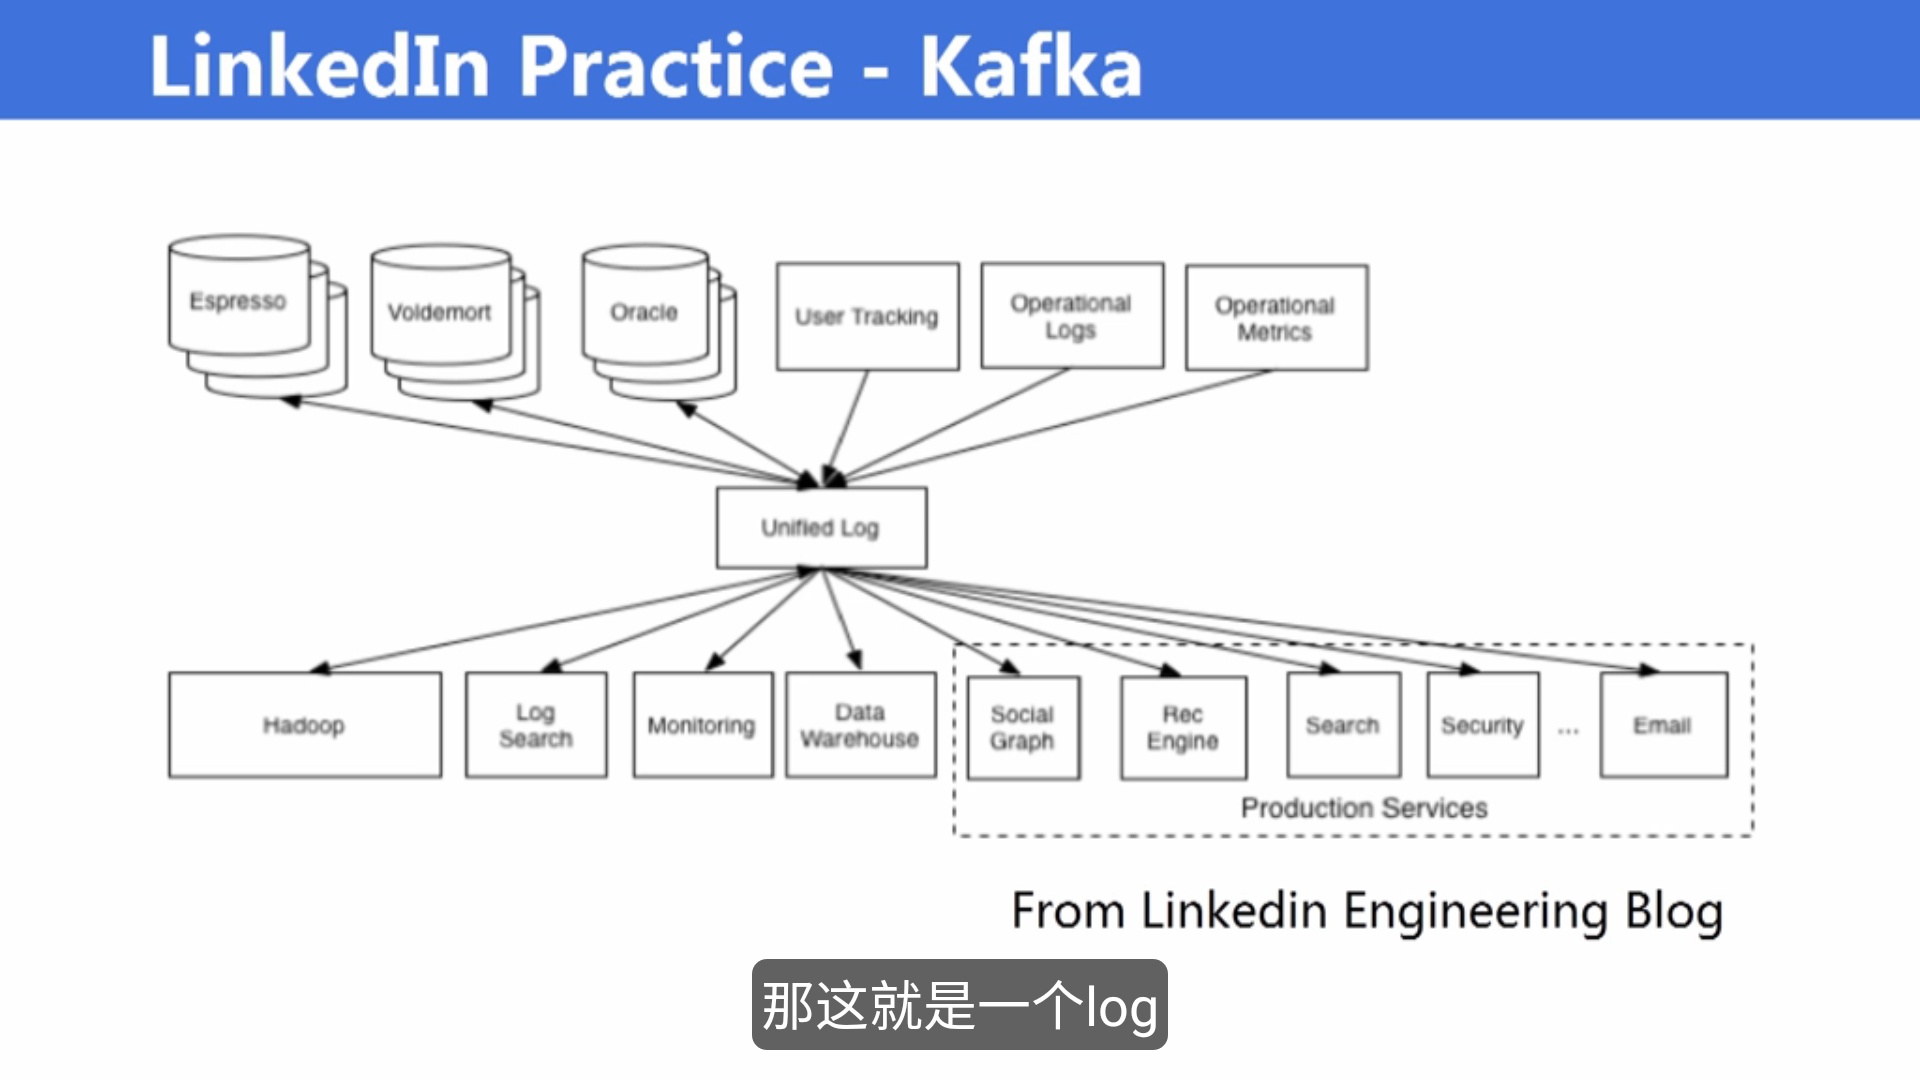 LinkedIn Practice - Kafka
Espresso
Voldemort
Oracle
User Tracking
Operational
Logs
Operational
Metrics
Unified Log
Hadoop
Log
Search
Monitoring
Data
Warehouse
Social
Graph
Rec
Engine
Search
Security
...
Email
Production Services
From Linkedin Engineering Blog
那这就是一个log